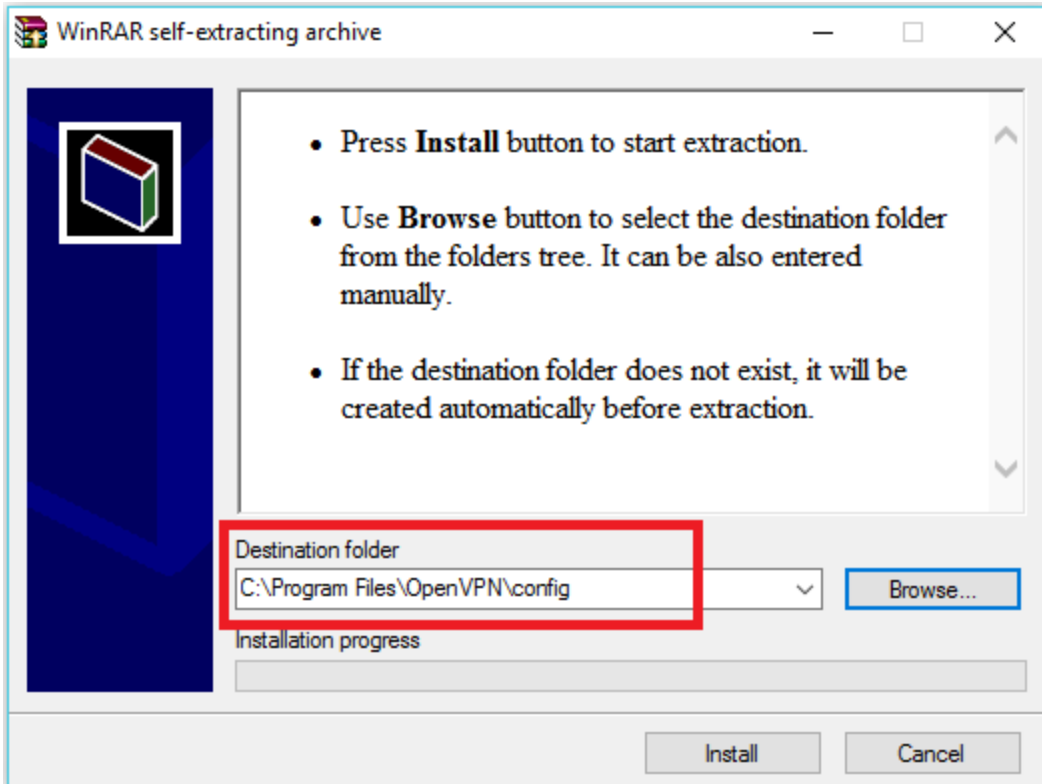 WinRAR self-extracting archive
• Press Install button to start extraction.
• Use Browse button to select the destination folder
from the folders tree. It can be also entered
manually.
• If the destination folder does not exist, it will be
created automatically before extraction.
Destination folder
C:\Program Files\OpenVPN\config
Browse...
Installation progress
Install
Cancel